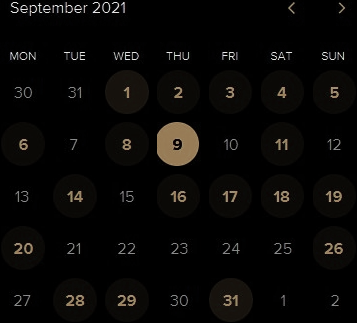 September 2021
MON TUE WED THU FRI SAT SUN
30 31 1 2 3 4 5
6 7 8 9 10 11 12
13 14 15 16 17 18 19
20 21 22 23 24 25 26
27 28 29 30 31 1 2